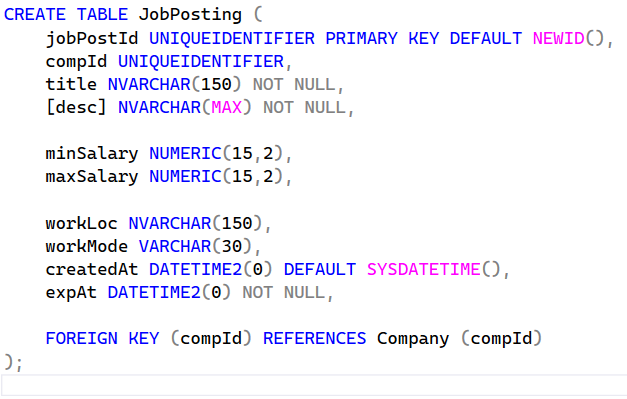 CREATE TABLE JobPosting (
    jobPostId UNIQUEIDENTIFIER PRIMARY KEY DEFAULT NEWID(),
    compId UNIQUEIDENTIFIER,
    title NVARCHAR(150) NOT NULL,
    [desc] NVARCHAR(MAX) NOT NULL,
    minSalary NUMERIC(15,2),
    maxSalary NUMERIC(15,2),
    workLoc NVARCHAR(150),
    workMode VARCHAR(30),
    createdAt DATETIME2(0) DEFAULT SYSDATETIME(),
    expAt DATETIME2(0) NOT NULL,
    FOREIGN KEY (compId) REFERENCES Company (compId)
);